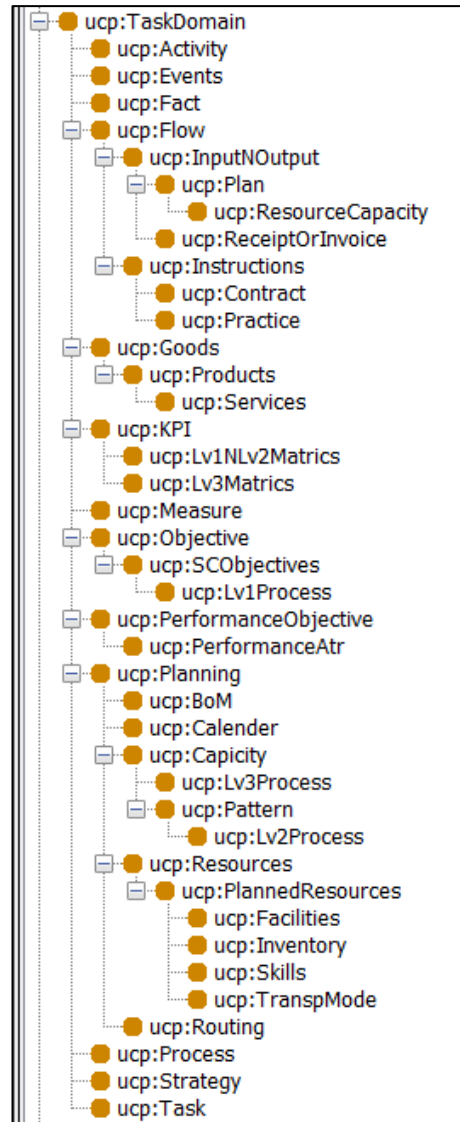 ucp:TaskDomain
ucp:Activity
ucp:Events
ucp:Fact
ucp:Flow
ucp:InputNOutput
ucp:Plan
ucp:ResourceCapacity
ucp:ReceiptOrInvoice
ucp:Instructions
ucp:Contract
ucp:Practice
ucp:Goods
ucp:Products
ucp:Services
ucp:KPI
ucp:Lv1NLv2Matrics
ucp:Lv3Matrics
ucp:Measure
ucp:Objective
ucp:SCObjectives
ucp:Lv1Process
ucp:PerformanceObjective
ucp:PerformanceAtr
ucp:Planning
ucp:BoM
ucp:Calender
ucp:Capicity
ucp:Lv3Process
ucp:Pattern
ucp:Lv2Process
ucp:Resources
ucp:PlannedResources
ucp:Facilities
ucp:Inventory
ucp:Skills
ucp:TranspMode
ucp:Routing
ucp:Process
ucp:Strategy
ucp:Task